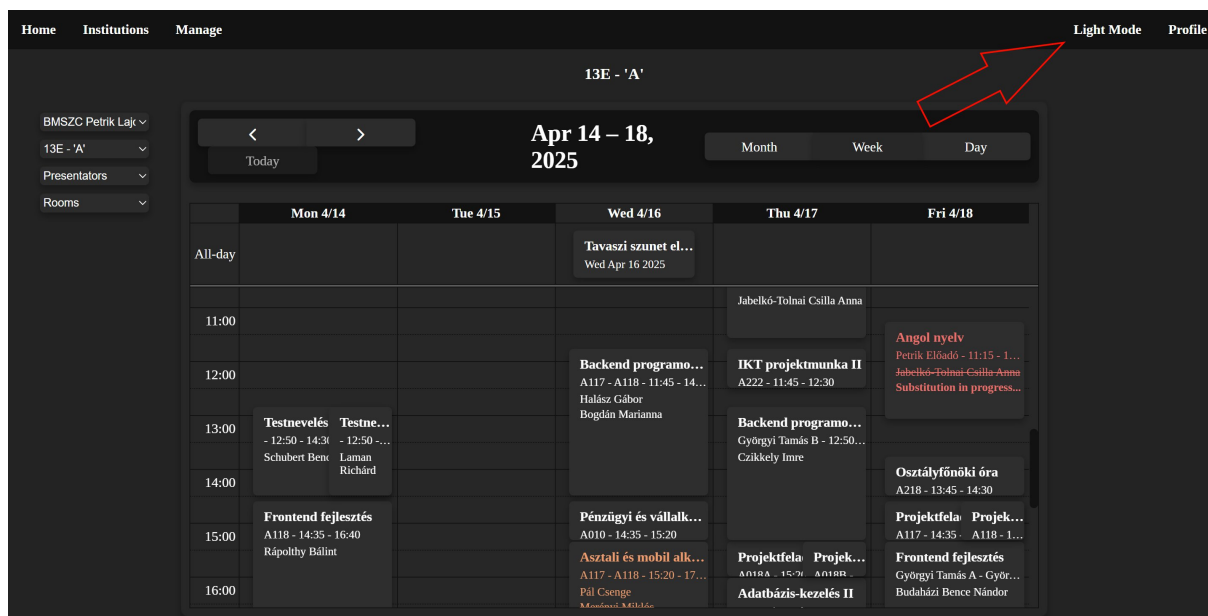 Home Institutions Manage Light Mode Profile
13E - 'A'
BMSZC Petrik Laj
13E - 'A'
Presentators
Rooms
Today
Apr 14 – 18,
2025
Month Week Day
Mon 4/14 Tue 4/15 Wed 4/16 Thu 4/17 Fri 4/18
All-day
Tavaszi szunet el…
Wed Apr 16 2025
11:00
12:00
13:00
14:00
15:00
16:00
Testnevelés
- 12:50 - 14:30
Schubert Benc
Testne…
- 12:50 -…
Laman
Richárd
Frontend fejlesztés
A118 - 14:35 - 16:40
Rápolthy Bálint
Backend programo…
A117 - A118 - 11:45 - 14…
Halász Gábor
Bogdán Marianna
Pénzügyi és vállalk…
A010 - 14:35 - 15:20
Asztali és mobil alk…
A117 - A118 - 15:20 - 17…
Pál Csenge
Merényi Miklós
Jabelkó-Tolnai Csilla Anna
IKT projektmunka II
A222 - 11:45 - 12:30
Backend programo…
Györgyi Tamás B - 12:50…
Czikkely Imre
Projektfela
A018A - 15:20
Projek…
A018B -
Adatbázis-kezelés II
Angol nyelv
Petrik Előadó - 11:15 - 1…
Jabelkó-Tolnai Csilla Anna
Substitution in progress...
Osztályfőnöki óra
A218 - 13:45 - 14:30
Projektfela
A117 - 14:35 -
Projek…
A118 - 1…
Frontend fejlesztés
Györgyi Tamás A - Györ…
Budaházi Bence Nándor